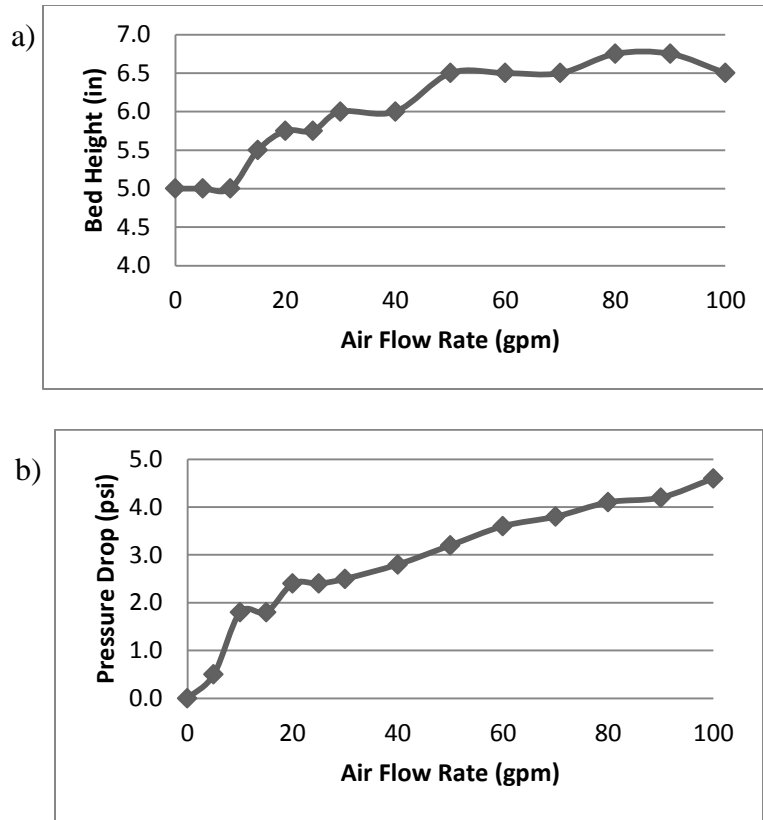 a)
Bed Height (in)
7.0
6.5
6.0
5.5
5.0
4.5
4.0
0 20 40 60 80 100
Air Flow Rate (gpm)
b)
Pressure Drop (psi)
5.0
4.0
3.0
2.0
1.0
0.0
0 20 40 60 80 100
Air Flow Rate (gpm)